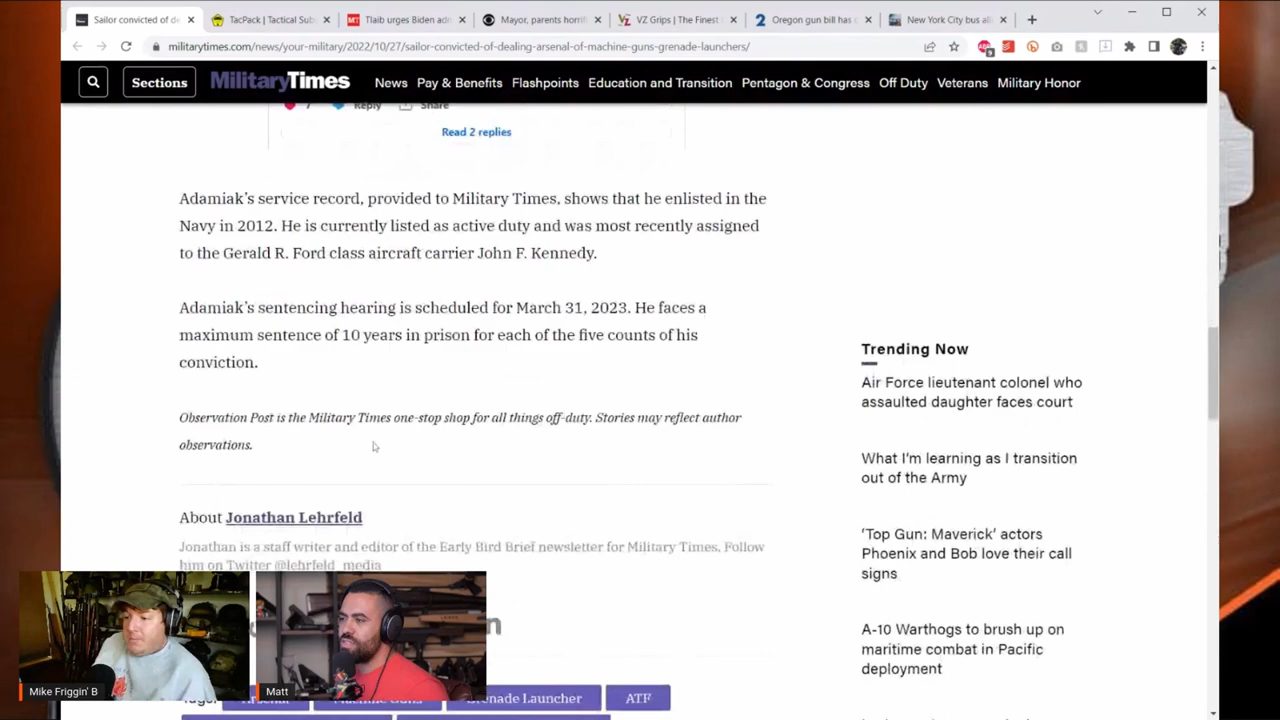 Sailor convicted of de
TacPack | Tactical Sub
Tlaib urges Biden adm
Mayor, parents horrifi
VZ Grips | The Finest
Oregon gun bill has c
New York City bus all
militarytimes.com/news/your-military/2022/10/27/sailor-convicted-of-dealing-arsenal-of-machine-guns-grenade-launchers/
Sections
MilitaryTimes
News
Pay & Benefits
Flashpoints
Education and Transition
Pentagon & Congress
Off Duty
Veterans
Military Honor
7 Reply Share
Read 2 replies
Adamiak's service record, provided to Military Times, shows that he enlisted in the
Navy in 2012. He is currently listed as active duty and was most recently assigned
to the Gerald R. Ford class aircraft carrier John F. Kennedy.
Adamiak's sentencing hearing is scheduled for March 31, 2023. He faces a
maximum sentence of 10 years in prison for each of the five counts of his
conviction.
Observation Post is the Military Times one-stop shop for all things off-duty. Stories may reflect author
observations.
About Jonathan Lehrfeld
Jonathan is a staff writer and editor of the Early Bird Brief newsletter for Military Times. Follow
him on Twitter @lehrfeld_media
Trending Now
Air Force lieutenant colonel who
assaulted daughter faces court
What I'm learning as I transition
out of the Army
'Top Gun: Maverick' actors
Phoenix and Bob love their call
signs
A-10 Warthogs to brush up on
maritime combat in Pacific
deployment
Mike Friggin' B
Matt
Grenade Launcher
ATF